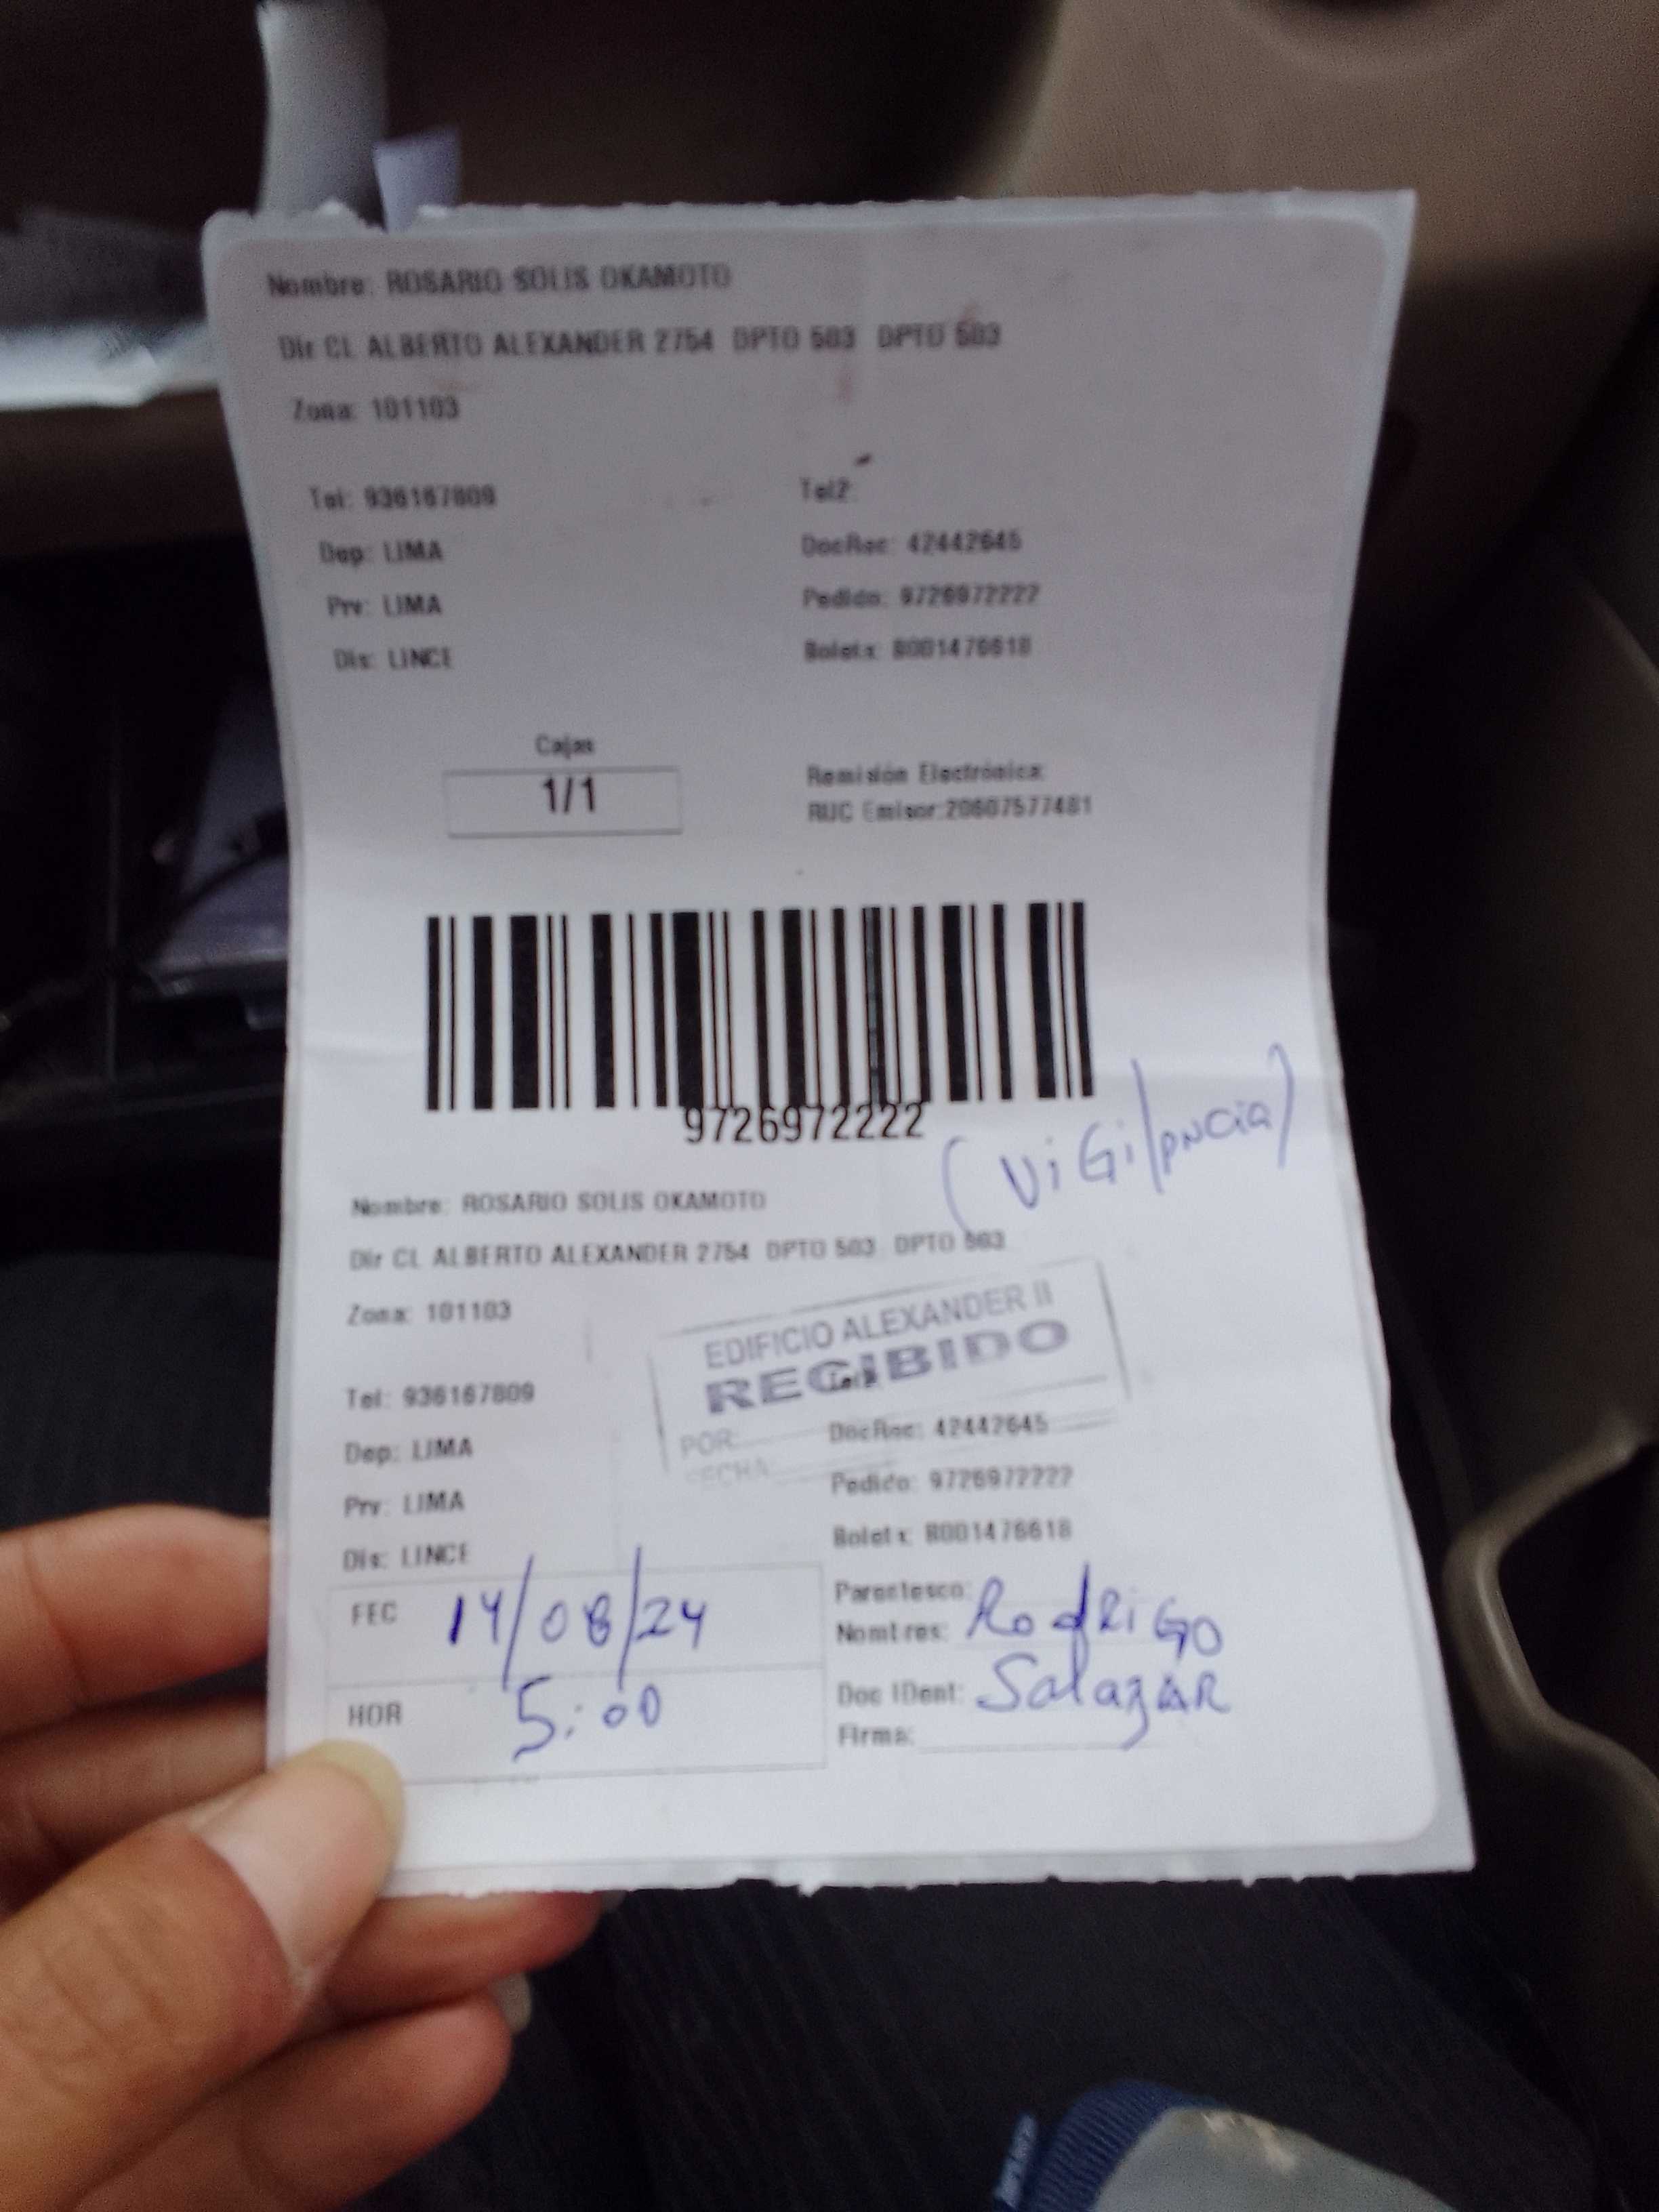 Nombre: ROSARIO SOLIS OKAMOTO
Dir CL ALBERTO ALEXANDER 2754 DPTO 503 DPTO 503
Zona: 101103
Tel: 936167809 Tel2:
Dep: LIMA DocRec: 42442645
Prv: LIMA Pedido: 9726972222
Dis: LINCE Boleta: B001476618
Cajas
1/1
Remisión Electrónica:
RUC Emisor:20607577481
9726972222
(ViGilancia)
Nombre: ROSARIO SOLIS OKAMOTO
Dir CL ALBERTO ALEXANDER 2754 DPTO 503 DPTO 503
Zona: 101103
EDIFICIO ALEXANDER II
RECIBIDO
POR:
FECHA:
Tel: 936167809 Tel2:
Dep: LIMA DocRec: 42442645
Prv: LIMA Pedido: 9726972222
Dis: LINCE Boleta: B001476618
FEC 14/08/24
HOR 5:00
Parentesco:
Nombres: RodRiGO
Doc IDent: SalazAR
Firma: